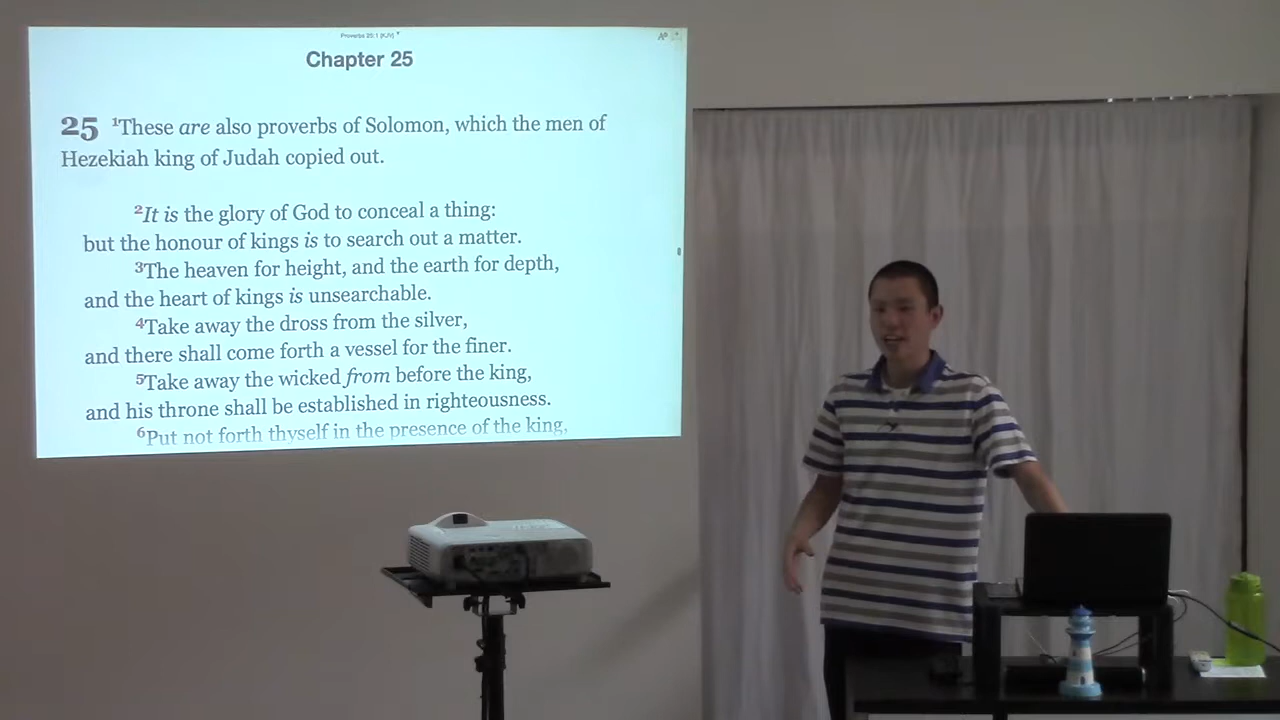 Proverbs 25:1 [KJV]
Chapter 25
25 1These are also proverbs of Solomon, which the men of
Hezekiah king of Judah copied out.
2It is the glory of God to conceal a thing:
but the honour of kings is to search out a matter.
3The heaven for height, and the earth for depth,
and the heart of kings is unsearchable.
4Take away the dross from the silver,
and there shall come forth a vessel for the finer.
5Take away the wicked from before the king,
and his throne shall be established in righteousness.
6Put not forth thyself in the presence of the king,